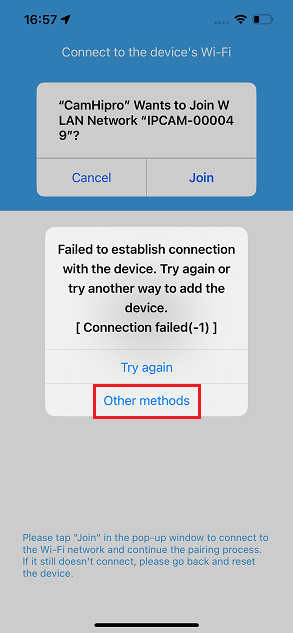 16:57
Connect to the device's Wi-Fi
“CamHipro” Wants to Join W
LAN Network “IPCAM-00004
9”?
Cancel
Join
Failed to establish connection
with the device. Try again or
try another way to add the
device.
[ Connection failed(-1) ]
Try again
Other methods
Please tap "Join" in the pop-up window to connect to
the Wi-Fi network and continue the pairing process.
If it still doesn't connect, please go back and reset
the device.